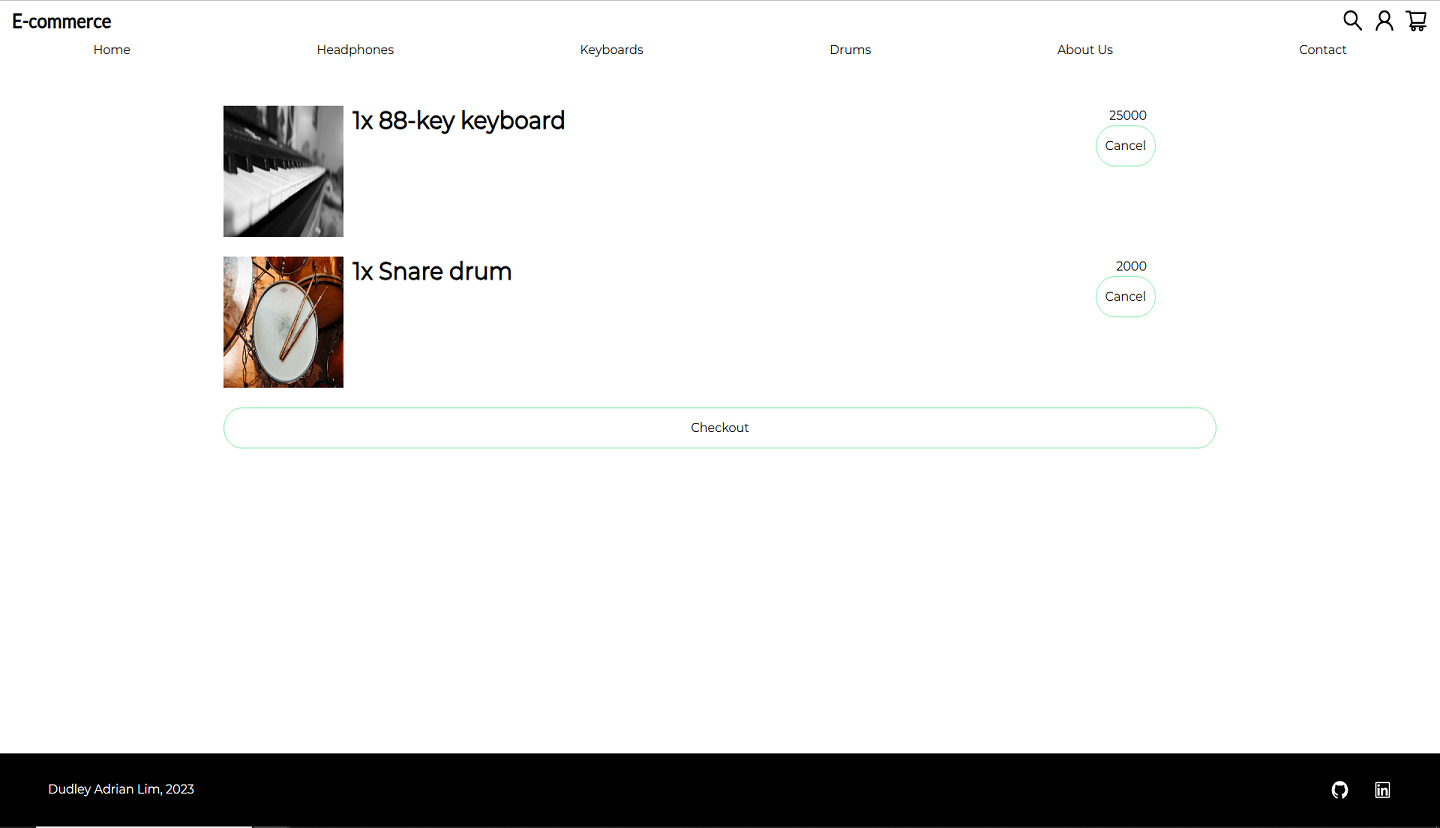 E-commerce
Home Headphones Keyboards Drums About Us Contact
1x 88-key keyboard
25000
Cancel
1x Snare drum
2000
Cancel
Checkout
Dudley Adrian Lim, 2023
in